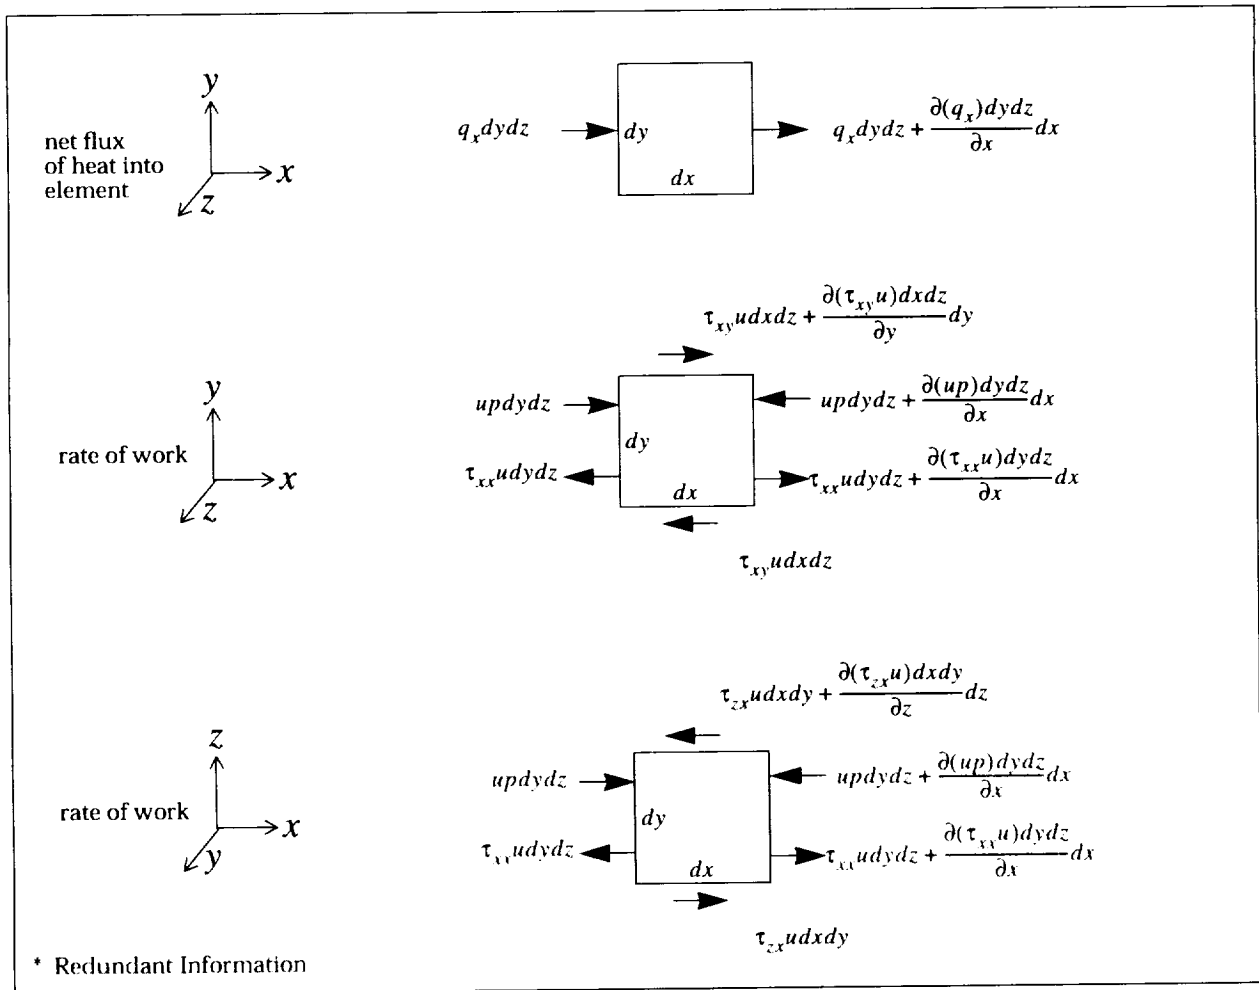 y
net flux
of heat into
element
x
z
q_x dydz
dy
dx
q_x dydz + ∂(q_x)dydz/∂x dx
τ_xy udxdz + ∂(τ_xy u)dxdz/∂y dy
y
rate of work
x
z
updydz
τ_xx udydz
dy
dx
updydz + ∂(up)dydz/∂x dx
τ_xx udydz + ∂(τ_xx u)dydz/∂x dx
τ_xy udxdz
τ_zx udxdy + ∂(τ_zx u)dxdy/∂z dz
z
rate of work
x
y
updydz
τ_xx udydz
dy
dx
updydz + ∂(up)dydz/∂x dx
τ_xx udydz + ∂(τ_xx u)dydz/∂x dx
τ_zx udxdy
* Redundant Information